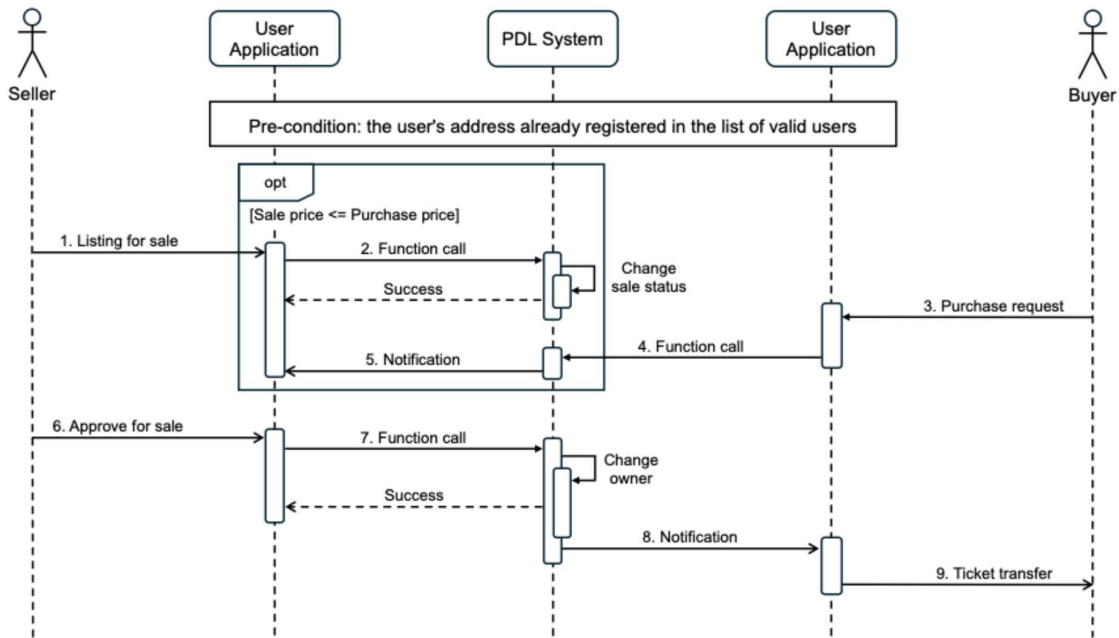 User
Application
PDL System
User
Application
Seller
Buyer
Pre-condition: the user's address already registered in the list of valid users
opt
[Sale price <= Purchase price]
1. Listing for sale
2. Function call
Change
sale status
Success
3. Purchase request
4. Function call
5. Notification
6. Approve for sale
7. Function call
Change
owner
Success
8. Notification
9. Ticket transfer